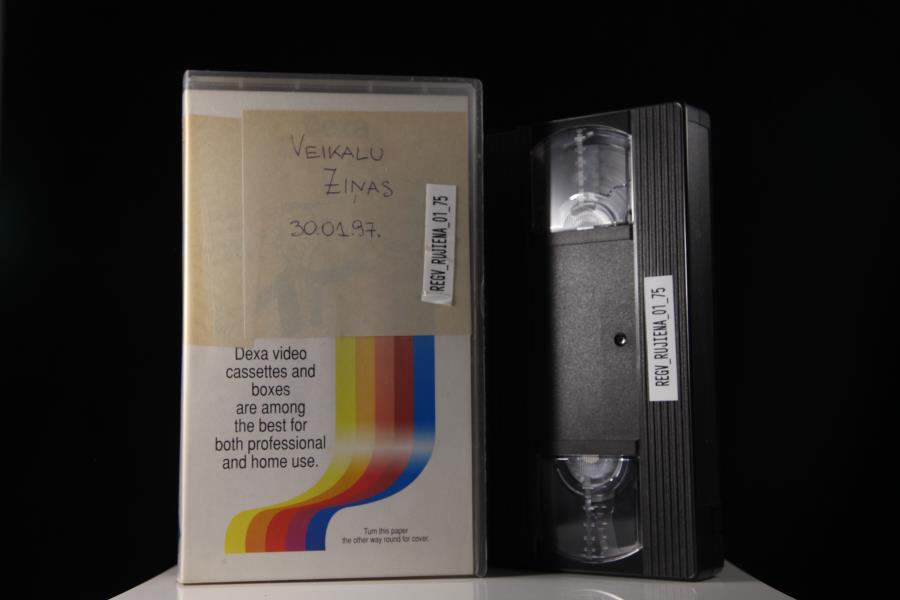 VEIKALU
ZIŅAS
30.01.97.
REGV_RUJIENA_01_75
Dexa video
cassettes and
boxes
are among
the best for
both professional
and home use.
Turn this paper
the other way round for cover.
REGV_RUJIENA_01_75